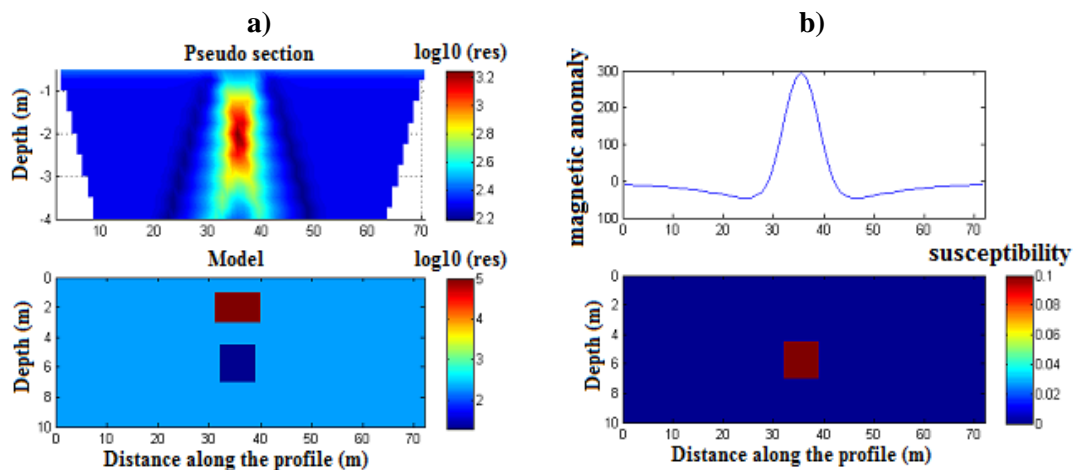 a)
Pseudo section
log10 (res)
Depth (m)
-1
-2
-3
-4
10 20 30 40 50 60 70
3.2
3
2.8
2.6
2.4
2.2
Model
log10 (res)
Depth (m)
0
2
4
6
8
10
0 10 20 30 40 50 60 70
5
4
3
2
Distance along the profile (m)
b)
magnetic anomaly
300
200
100
0
100
0 10 20 30 40 50 60 70
susceptibility
Depth (m)
0
2
4
6
8
10
0 10 20 30 40 50 60 70
0.1
0.08
0.06
0.04
0.02
0
Distance along the profile (m)